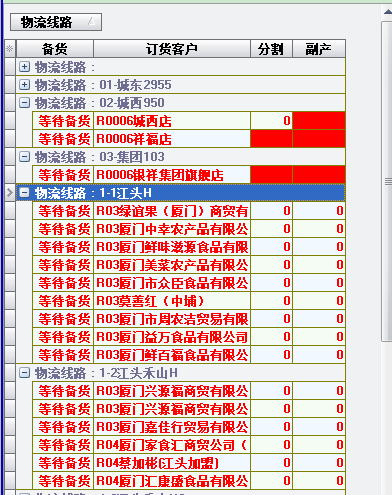 物流线路
备货 订货客户 分割 副产
物流线路：
物流线路：01-城东2955
物流线路：02-城西950
等待备货 R0006城西店 0
等待备货 R0006祥福店
物流线路：03-集团103
等待备货 R0006银祥集团旗舰店
物流线路：1-1江头H
等待备货 R03绿谊果（厦门）商贸有 0 0
等待备货 R03厦门中幸农产品有限公 0 0
等待备货 R03厦门鲜味滋源食品有限 0 0
等待备货 R03厦门美菜农产品有限公 0 0
等待备货 R03厦门市众臣食品有限公 0 0
等待备货 R03莫善红（中埔） 0 0
等待备货 R03厦门市周农洁贸易有限 0 0
等待备货 R03厦门益万食品有限公司 0 0
等待备货 R03厦门鲜百福食品有限公 0 0
物流线路：1-2江头禾山H
等待备货 R03厦门兴源福商贸有限公 0 0
等待备货 R03厦门兴源福商贸有限公 0 0
等待备货 R03厦门嘉佳行贸易有限公 0 0
等待备货 R04厦门家食汇商贸公司（ 0 0
等待备货 R04蔡加彬(江头加盟) 0 0
等待备货 R04厦门汇康盛食品有限公 0 0